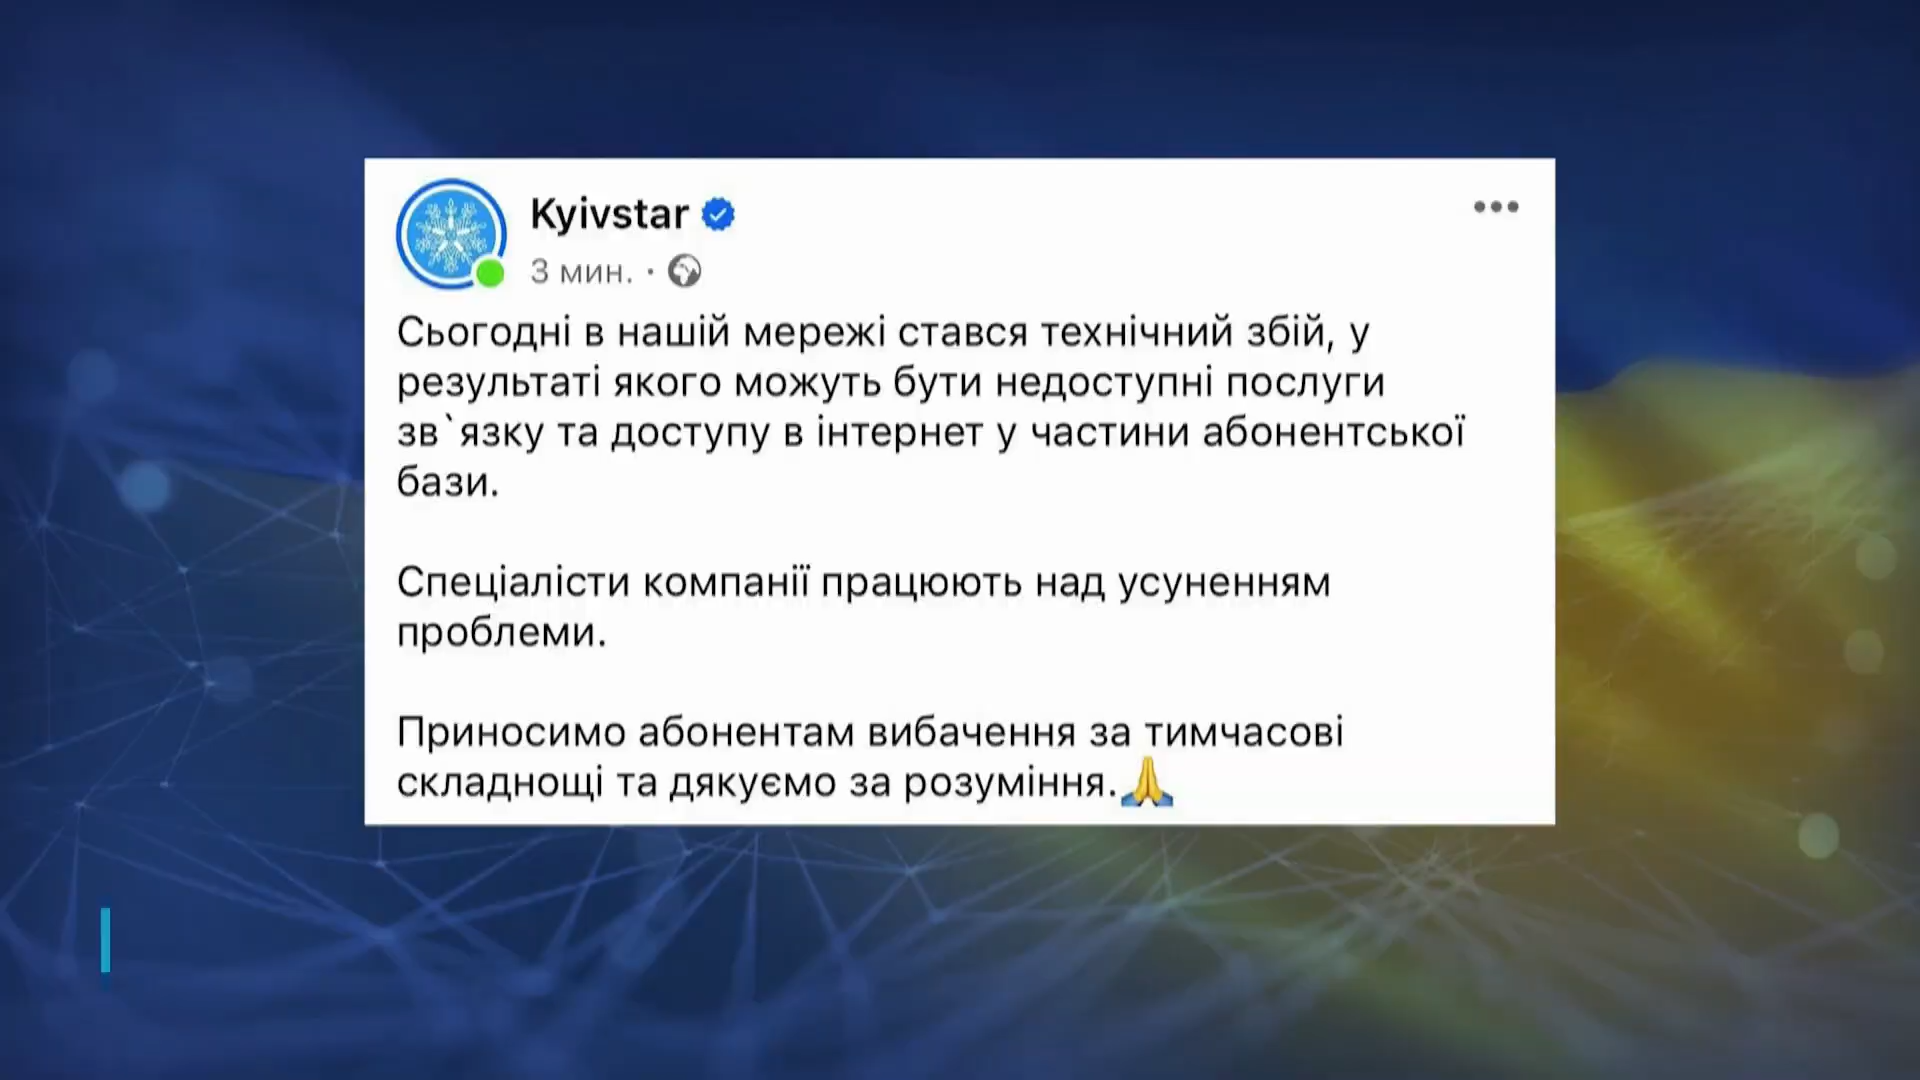 Kyivstar
3 мин. ·
Сьогодні в нашій мережі стався технічний збій, у
результаті якого можуть бути недоступні послуги
зв`язку та доступу в інтернет у частини абонентської
бази.
Спеціалісти компанії працюють над усуненням
проблеми.
Приносимо абонентам вибачення за тимчасові
складнощі та дякуємо за розуміння.🙏